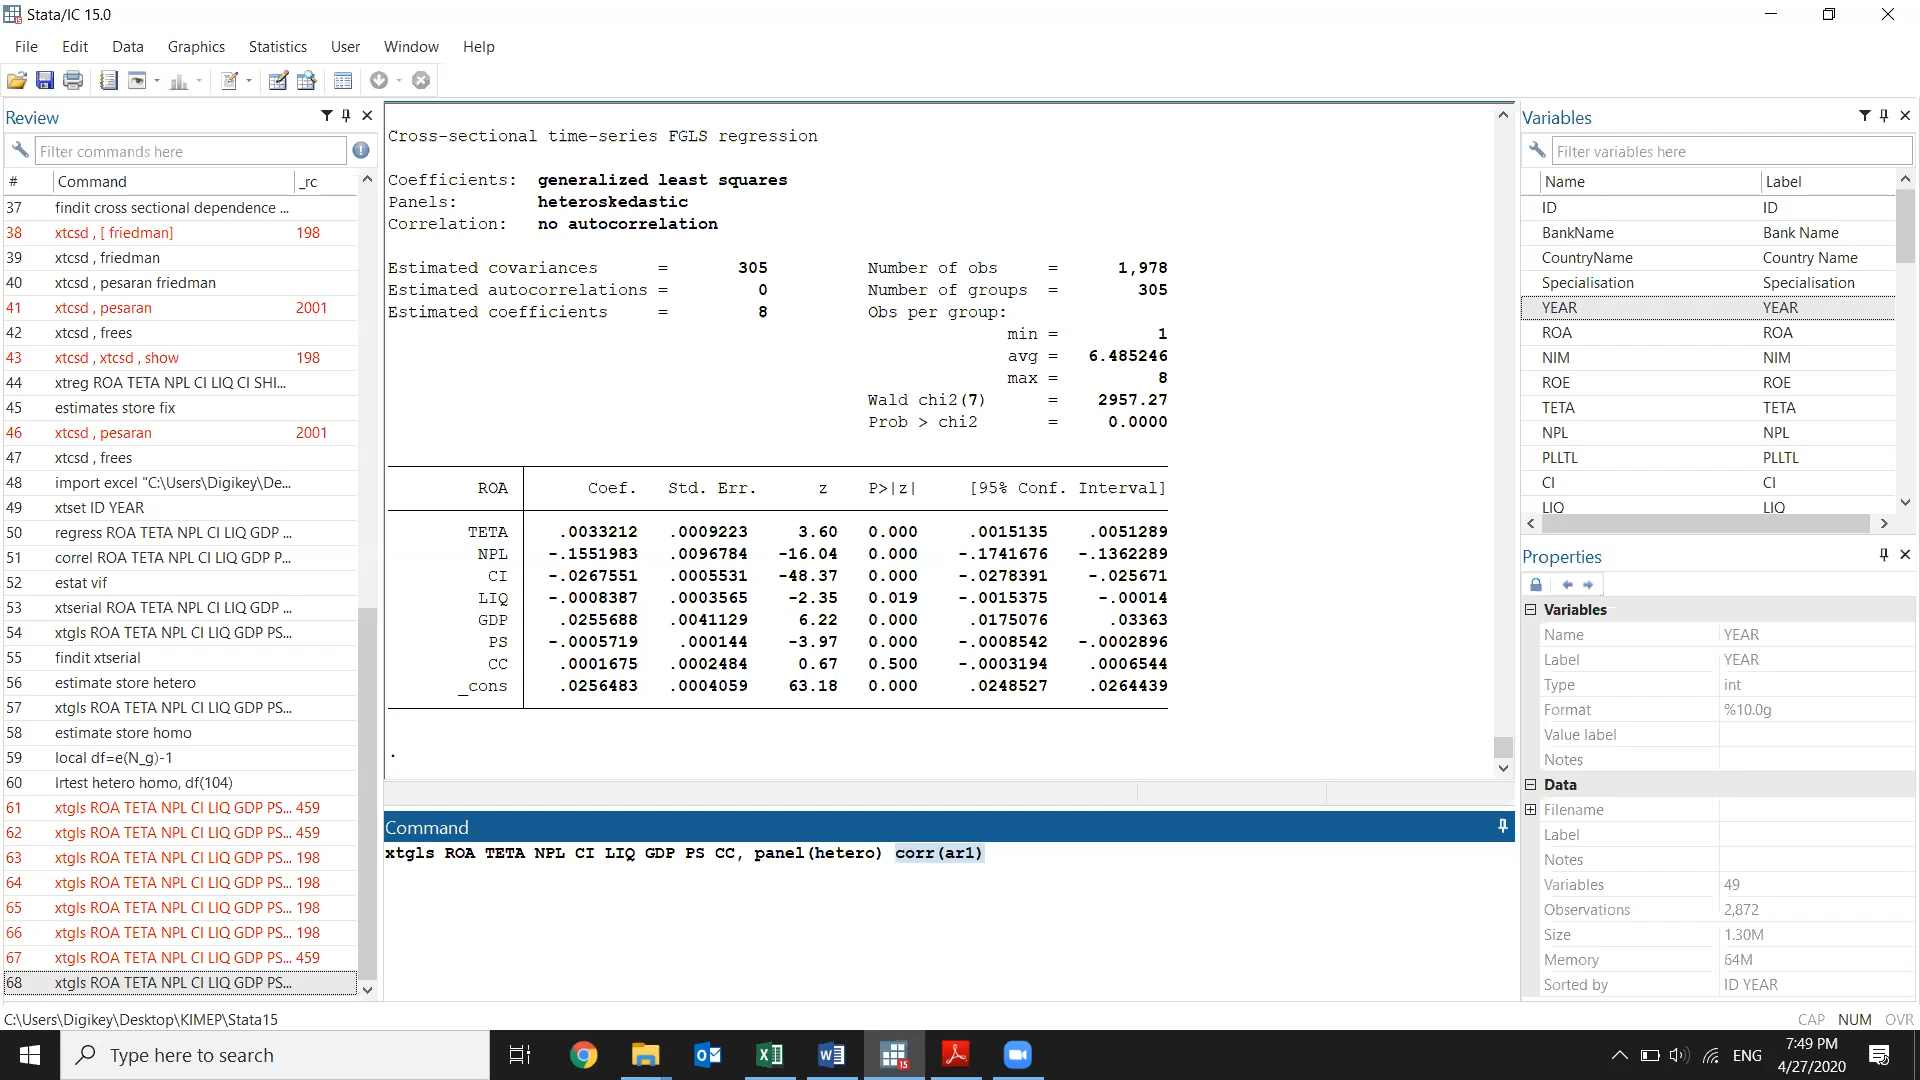 Stata/IC 15.0
File Edit Data Graphics Statistics User Window Help
Review
Filter commands here
# Command _rc
37 findit cross sectional dependence ...
38 xtcsd , [ friedman] 198
39 xtcsd , friedman
40 xtcsd , pesaran friedman
41 xtcsd , pesaran 2001
42 xtcsd , frees
43 xtcsd , xtcsd , show 198
44 xtreg ROA TETA NPL CI LIQ CI SHI...
45 estimates store fix
46 xtcsd , pesaran 2001
47 xtcsd , frees
48 import excel "C:\Users\Digikey\De...
49 xtset ID YEAR
50 regress ROA TETA NPL CI LIQ GDP ...
51 correl ROA TETA NPL CI LIQ GDP P...
52 estat vif
53 xtserial ROA TETA NPL CI LIQ GDP ...
54 xtgls ROA TETA NPL CI LIQ GDP PS...
55 findit xtserial
56 estimate store hetero
57 xtgls ROA TETA NPL CI LIQ GDP PS...
58 estimate store homo
59 local df=e(N_g)-1
60 lrtest hetero homo, df(104)
61 xtgls ROA TETA NPL CI LIQ GDP PS... 459
62 xtgls ROA TETA NPL CI LIQ GDP PS... 459
63 xtgls ROA TETA NPL CI LIQ GDP PS... 198
64 xtgls ROA TETA NPL CI LIQ GDP PS... 198
65 xtgls ROA TETA NPL CI LIQ GDP PS... 198
66 xtgls ROA TETA NPL CI LIQ GDP PS... 198
67 xtgls ROA TETA NPL CI LIQ GDP PS... 459
68 xtgls ROA TETA NPL CI LIQ GDP PS...
Cross-sectional time-series FGLS regression
Coefficients: generalized least squares
Panels: heteroskedastic
Correlation: no autocorrelation
Estimated covariances = 305 Number of obs = 1,978
Estimated autocorrelations = 0 Number of groups = 305
Estimated coefficients = 8 Obs per group:
min = 1
avg = 6.485246
max = 8
Wald chi2(7) = 2957.27
Prob > chi2 = 0.0000
ROA Coef. Std. Err. z P>|z| [95% Conf. Interval]
TETA .0033212 .0009223 3.60 0.000 .0015135 .0051289
NPL -.1551983 .0096784 -16.04 0.000 -.1741676 -.1362289
CI -.0267551 .0005531 -48.37 0.000 -.0278391 -.025671
LIQ -.0008387 .0003565 -2.35 0.019 -.0015375 -.00014
GDP .0255688 .0041129 6.22 0.000 .0175076 .03363
PS -.0005719 .000144 -3.97 0.000 -.0008542 -.0002896
CC .0001675 .0002484 0.67 0.500 -.0003194 .0006544
_cons .0256483 .0004059 63.18 0.000 .0248527 .0264439
.
Command
xtgls ROA TETA NPL CI LIQ GDP PS CC, panel(hetero) corr(ar1)
Variables
Filter variables here
Name Label
ID ID
BankName Bank Name
CountryName Country Name
Specialisation Specialisation
YEAR YEAR
ROA ROA
NIM NIM
ROE ROE
TETA TETA
NPL NPL
PLLTL PLLTL
CI CI
LIQ LIQ
Properties
Variables
Name YEAR
Label YEAR
Type int
Format %10.0g
Value label
Notes
Data
Filename
Label
Notes
Variables 49
Observations 2,872
Size 1.30M
Memory 64M
Sorted by ID YEAR
C:\Users\Digikey\Desktop\KIMEP\Stata15
CAP NUM OVR
Type here to search
15
ENG
7:49 PM
4/27/2020